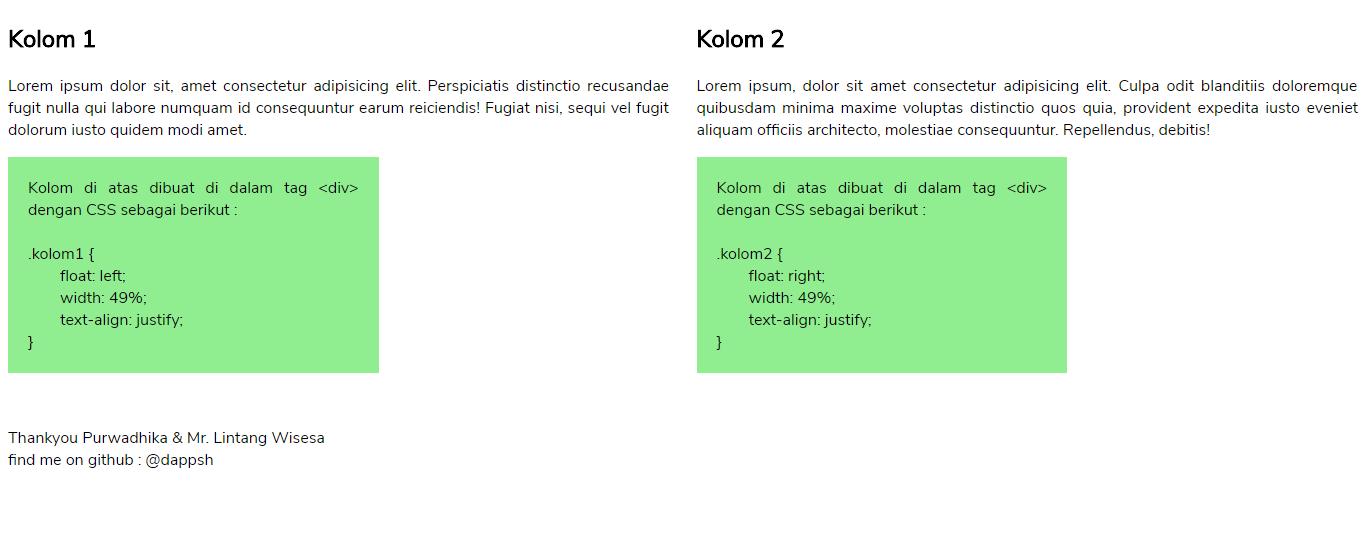 Kolom 1
Lorem ipsum dolor sit, amet consectetur adipisicing elit. Perspiciatis distinctio recusandae
fugit nulla qui labore numquam id consequuntur earum reiciendis! Fugiat nisi, sequi vel fugit
dolorum iusto quidem modi amet.
Kolom di atas dibuat di dalam tag <div>
dengan CSS sebagai berikut :
.kolom1 {
float: left;
width: 49%;
text-align: justify;
}
Kolom 2
Lorem ipsum, dolor sit amet consectetur adipisicing elit. Culpa odit blanditiis doloremque
quibusdam minima maxime voluptas distinctio quos quia, provident expedita iusto eveniet
aliquam officiis architecto, molestiae consequuntur. Repellendus, debitis!
Kolom di atas dibuat di dalam tag <div>
dengan CSS sebagai berikut :
.kolom2 {
float: right;
width: 49%;
text-align: justify;
}
Thankyou Purwadhika & Mr. Lintang Wisesa
find me on github : @dappsh